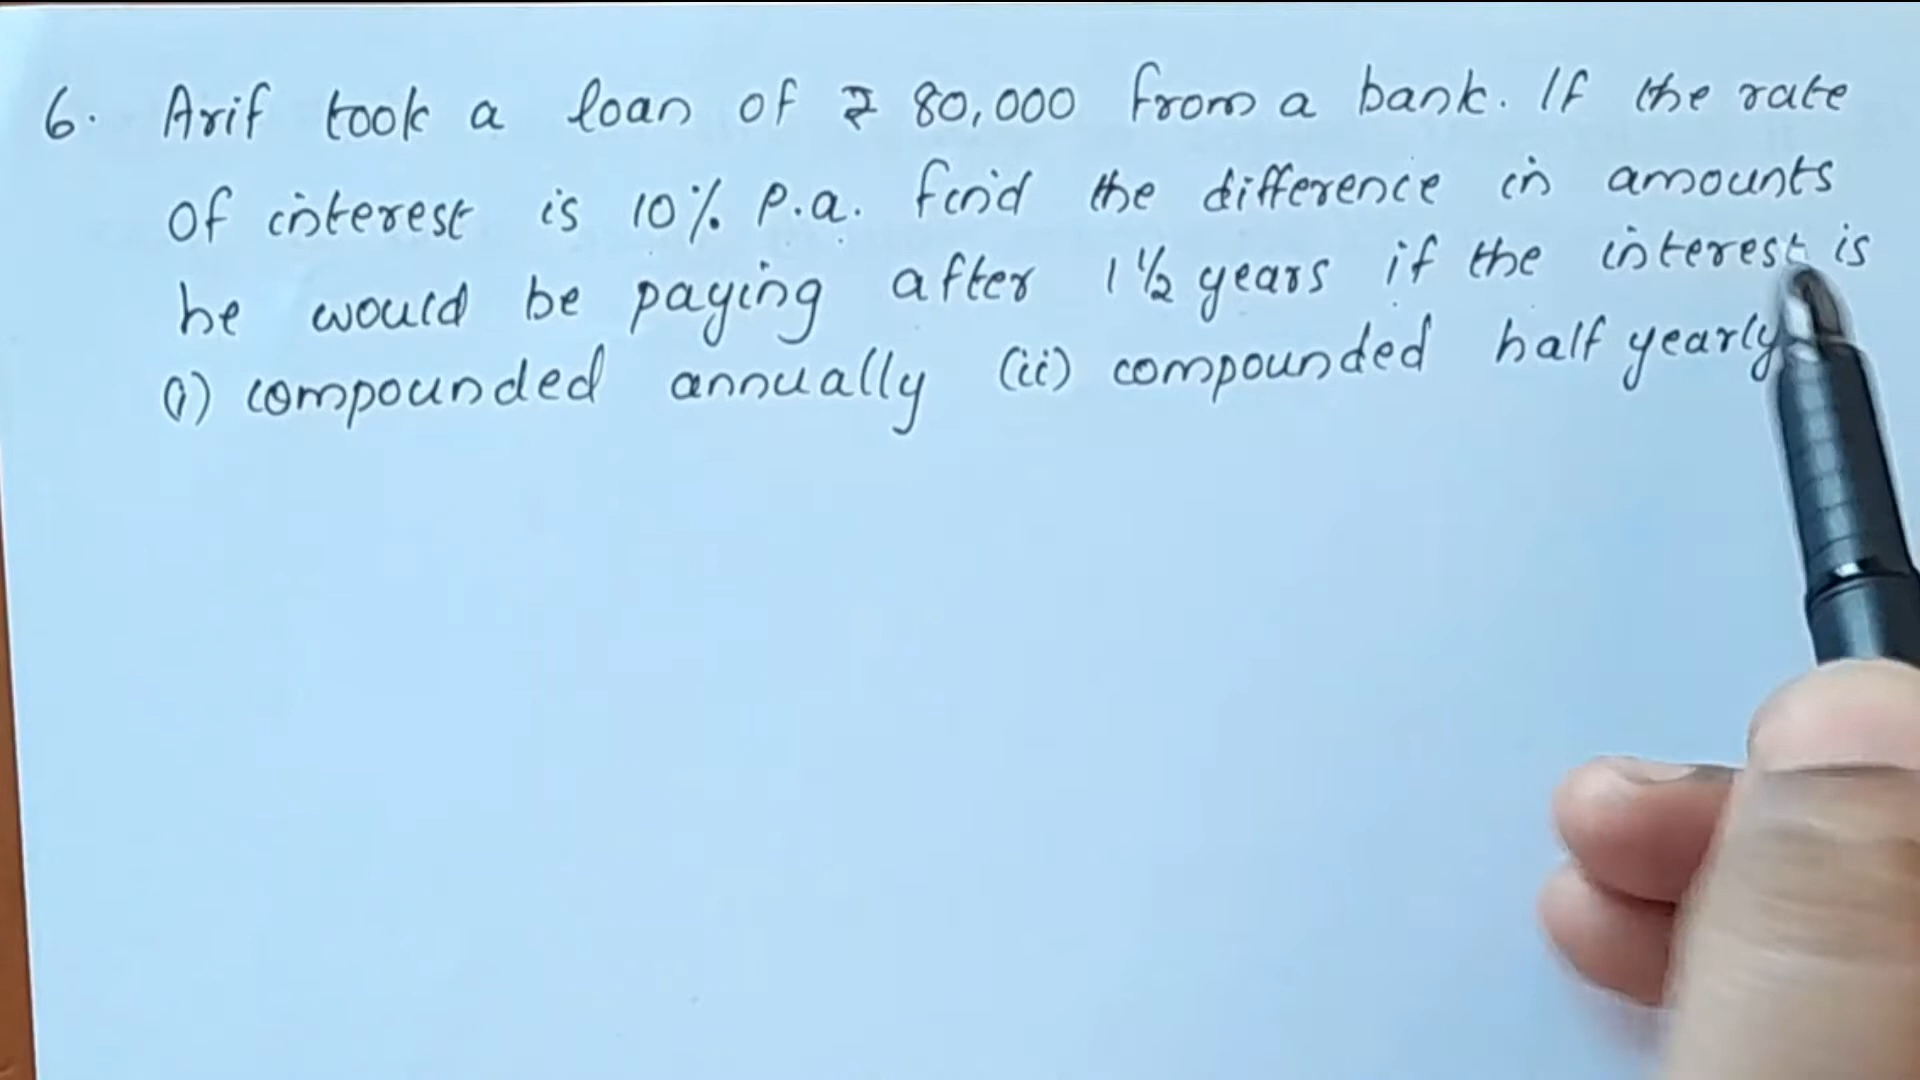 6. Arif took a loan of ₹ 80,000 from a bank. If the rate
of interest is 10% P.a. find the difference in amounts
he would be paying after 1 1/2 years if the interest is
(i) compounded annually (ii) compounded half yearly